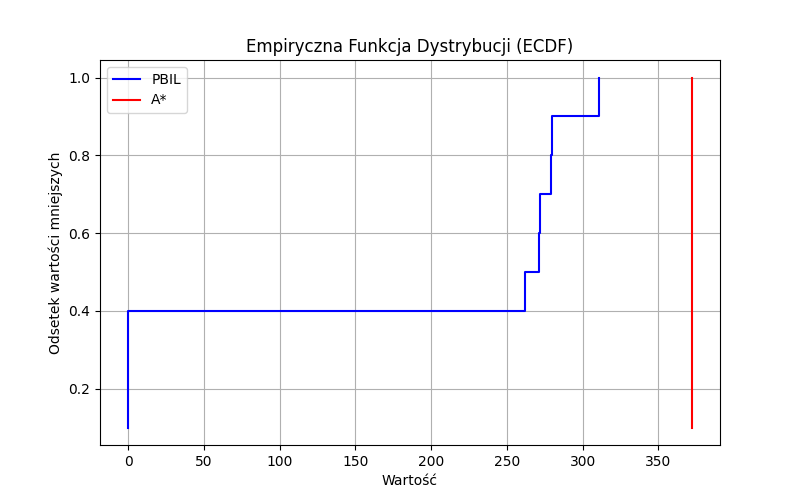 Empiryczna Funkcja Dystrybucji (ECDF)
PBIL
A*
Odsetek wartości mniejszych
1.0
0.8
0.6
0.4
0.2
0 50 100 150 200 250 300 350
Wartość